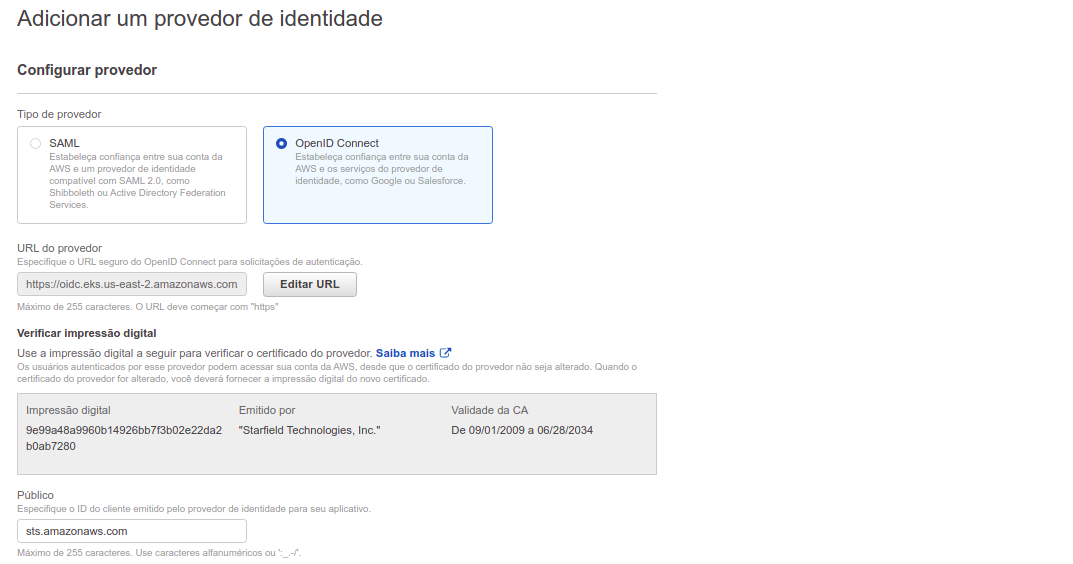 Adicionar um provedor de identidade
Configurar provedor
Tipo de provedor
SAML
Estabeleça confiança entre sua conta da
AWS e um provedor de identidade
compatível com SAML 2.0, como
Shibboleth ou Active Directory Federation
Services.
OpenID Connect
Estabeleça confiança entre sua conta da
AWS e os serviços do provedor de
identidade, como Google ou Salesforce.
URL do provedor
Especifique o URL seguro do OpenID Connect para solicitações de autenticação.
https://oidc.eks.us-east-2.amazonaws.com
Editar URL
Máximo de 255 caracteres. O URL deve começar com "https"
Verificar impressão digital
Use a impressão digital a seguir para verificar o certificado do provedor. Saiba mais
Os usuários autenticados por esse provedor podem acessar sua conta da AWS, desde que o certificado do provedor não seja alterado. Quando o
certificado do provedor for alterado, você deverá fornecer a impressão digital do novo certificado.
Impressão digital
9e99a48a9960b14926bb7f3b02e22da2
b0ab7280
Emitido por
"Starfield Technologies, Inc."
Validade da CA
De 09/01/2009 a 06/28/2034
Público
Especifique o ID do cliente emitido pelo provedor de identidade para seu aplicativo.
sts.amazonaws.com
Máximo de 255 caracteres. Use caracteres alfanuméricos ou ':_.-/'.